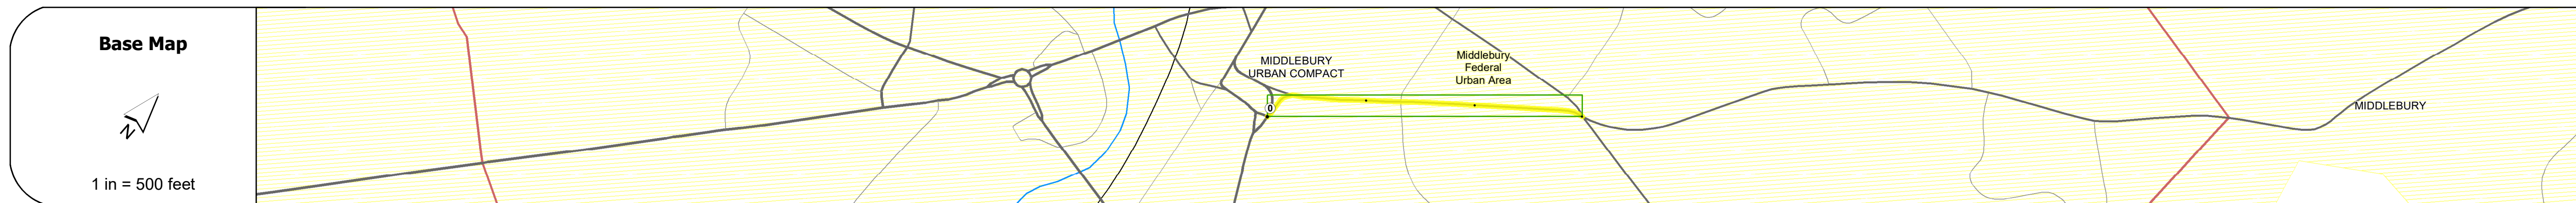 Base Map
N
1 in = 500 feet
MIDDLEBURY
URBAN COMPACT
0
Middlebury
Federal
Urban Area
MIDDLEBURY